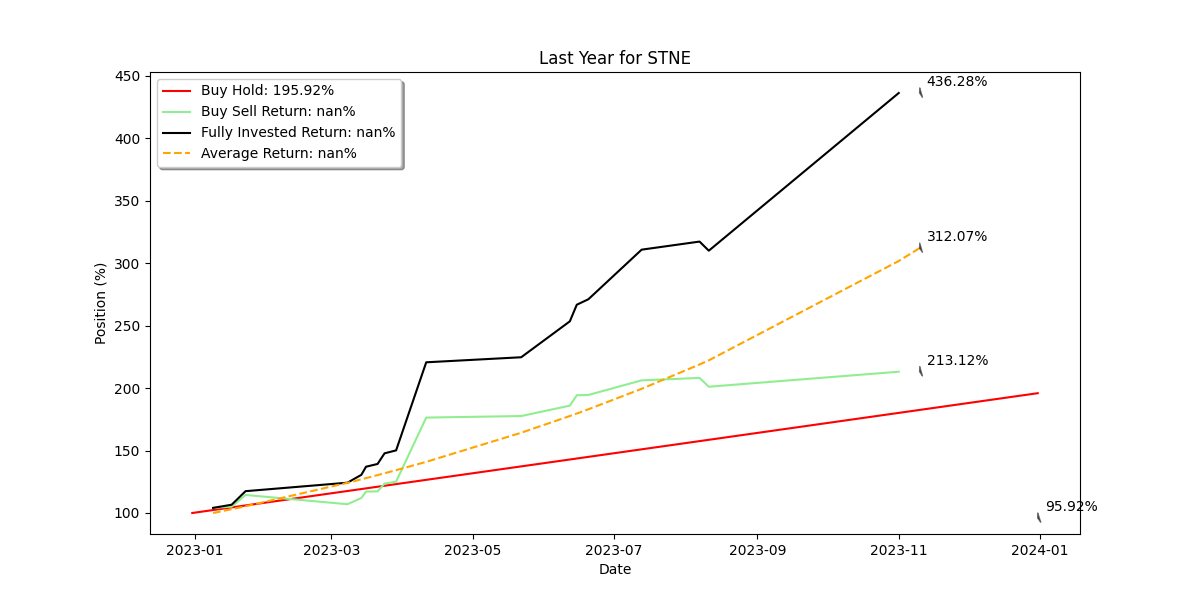 Last Year for STNE
Buy Hold: 195.92%
Buy Sell Return: nan%
Fully Invested Return: nan%
Average Return: nan%
436.28%
312.07%
213.12%
95.92%
Position (%)
450
400
350
300
250
200
150
100
2023-01
2023-03
2023-05
2023-07
2023-09
2023-11
2024-01
Date